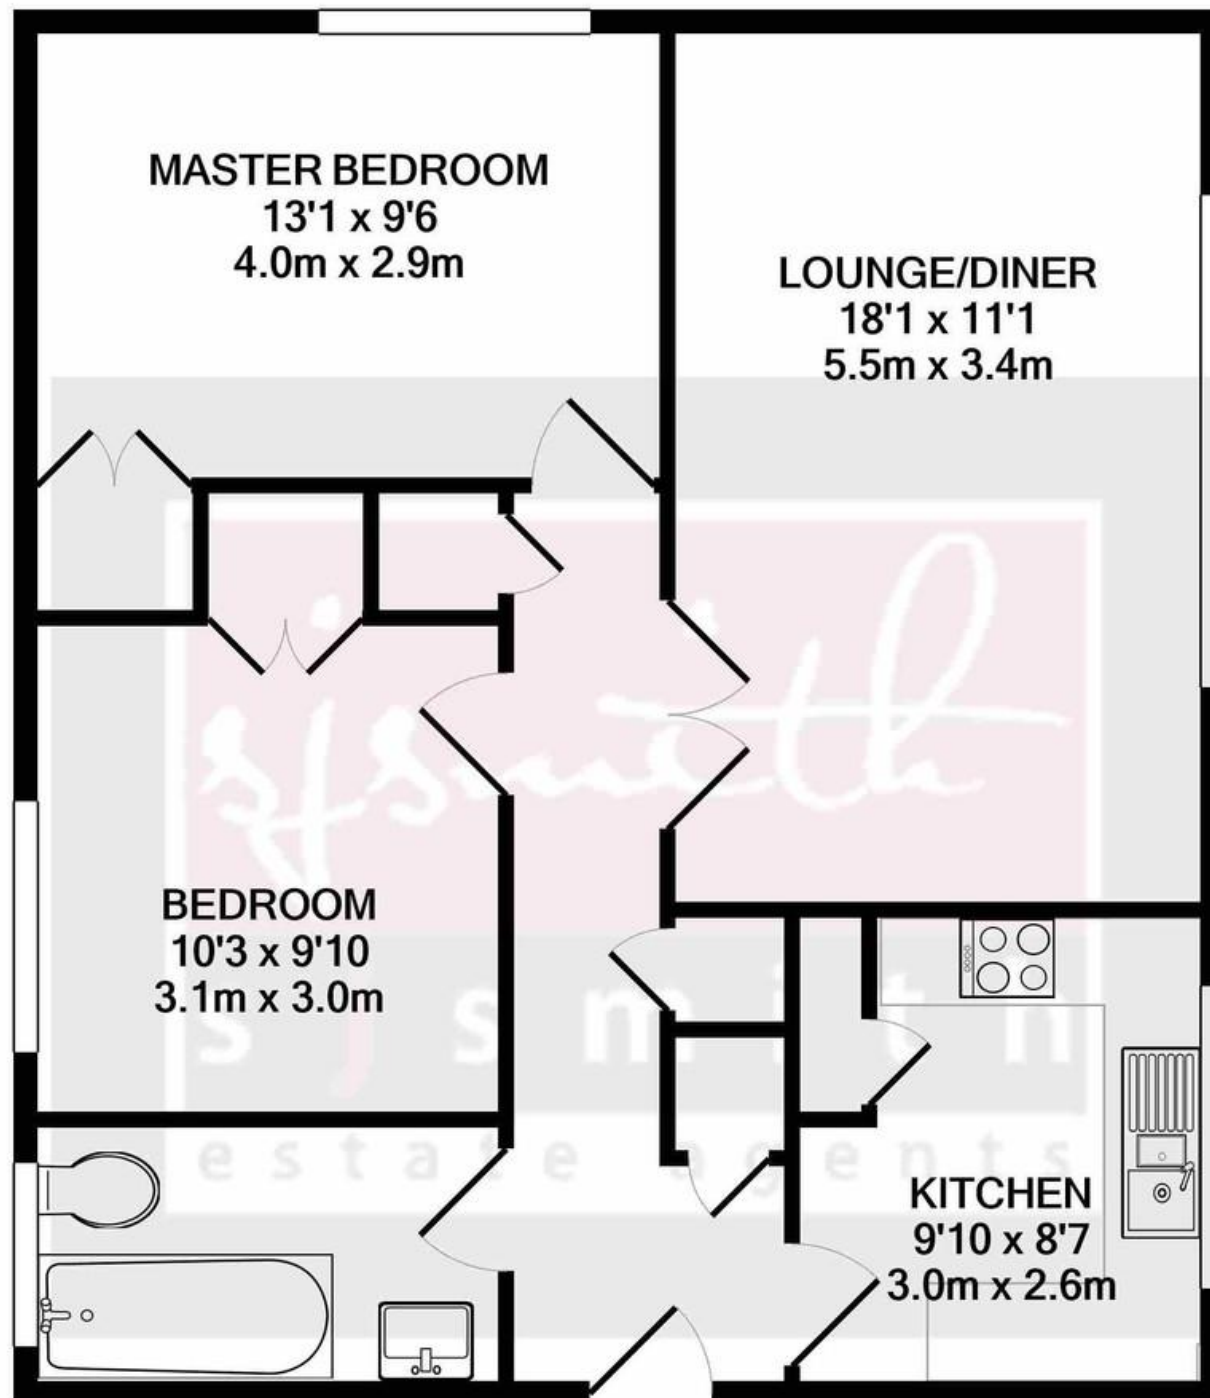 MASTER BEDROOM
13'1 x 9'6
4.0m x 2.9m
LOUNGE/DINER
18'1 x 11'1
5.5m x 3.4m
sjsmith
BEDROOM
10'3 x 9'10
3.1m x 3.0m
sjsmith
estate agents
KITCHEN
9'10 x 8'7
3.0m x 2.6m